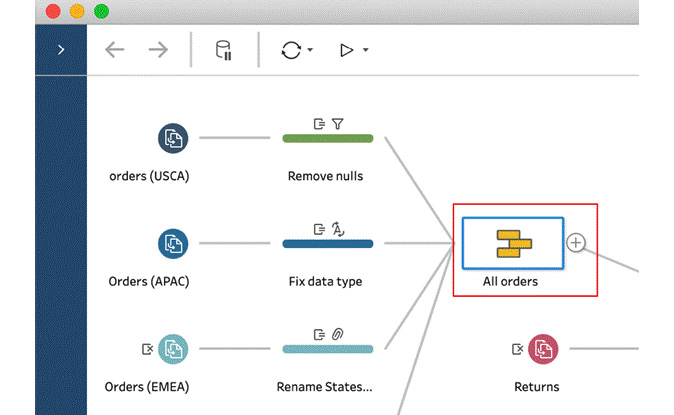 orders (USCA)
Remove nulls
Orders (APAC)
Fix data type
All orders
Orders (EMEA)
Rename States...
Returns